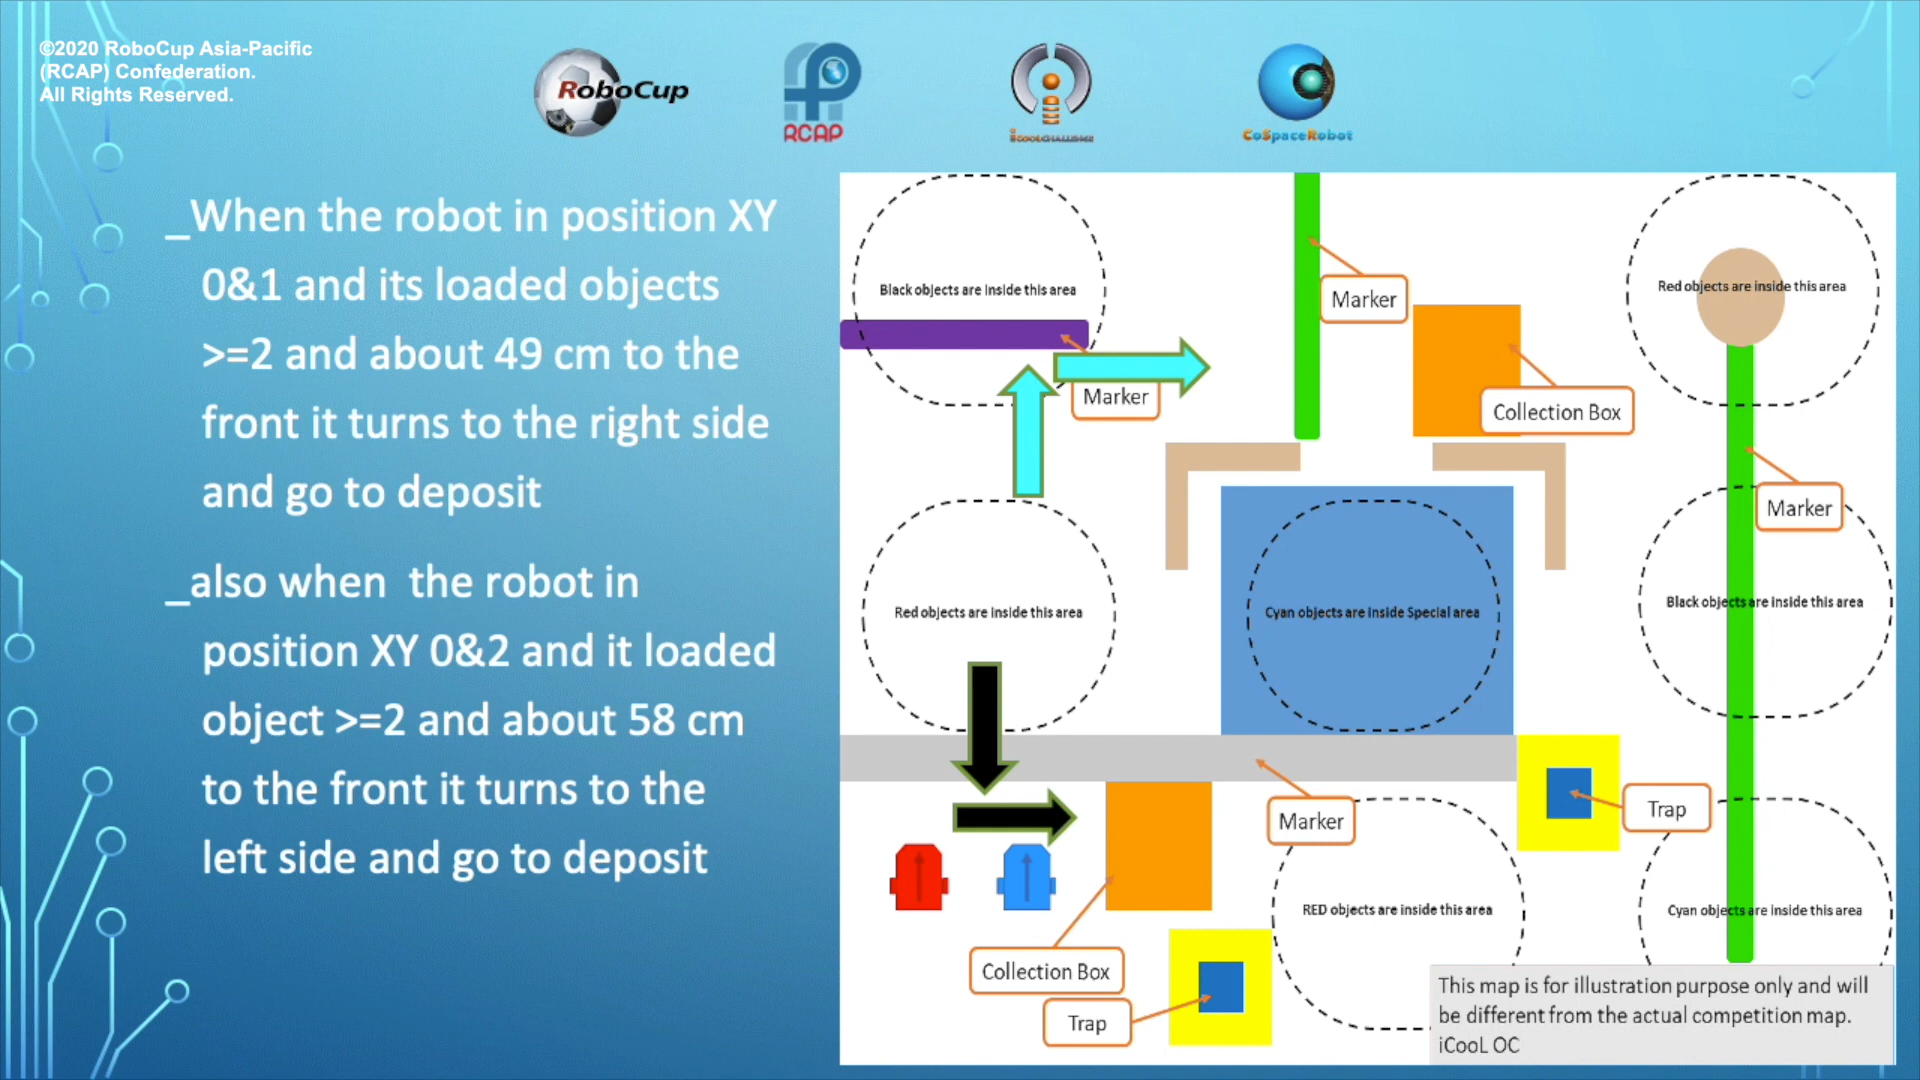 ©2020 RoboCup Asia-Pacific
(RCAP) Confederation.
All Rights Reserved.
RoboCup
RCAP
iCOOLCHALLENGE
CoSpaceRobot
_When the robot in position XY
0&1 and its loaded objects
>=2 and about 49 cm to the
front it turns to the right side
and go to deposit
_also when the robot in
position XY 0&2 and it loaded
object >=2 and about 58 cm
to the front it turns to the
left side and go to deposit
Black objects are inside this area
Marker
Marker
Collection Box
Red objects are inside this area
Marker
Red objects are inside this area
Cyan objects are inside Special area
Black objects are inside this area
Marker
Trap
RED objects are inside this area
Cyan objects are inside this area
Collection Box
Trap
This map is for illustration purpose only and will
be different from the actual competition map.
iCooL OC